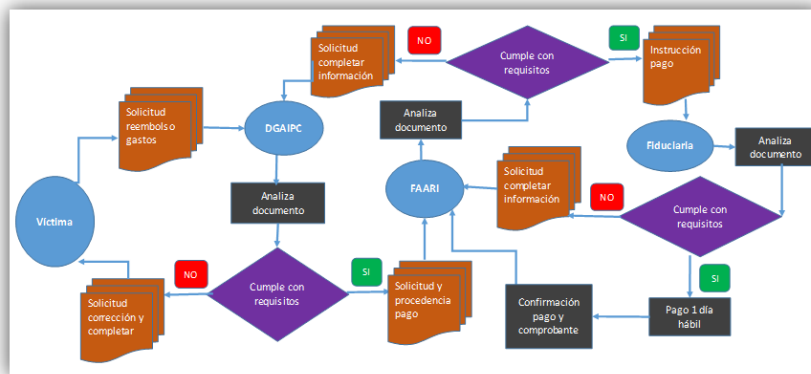 Solicitud
completar
información
NO
Cumple con
requisitos
SI
Instrucción
pago
Solicitud
reembolso
gastos
DGAIPC
Analiza
documento
Fiduciaria
Analiza
documento
Víctima
Analiza
documento
FAARI
Solicitud
completar
información
NO
Cumple con
requisitos
NO
Cumple con
requisitos
SI
Solicitud y
procedencia
pago
SI
Solicitud
corrección y
completar
Confirmación
pago y
comprobante
Pago 1 día
hábil